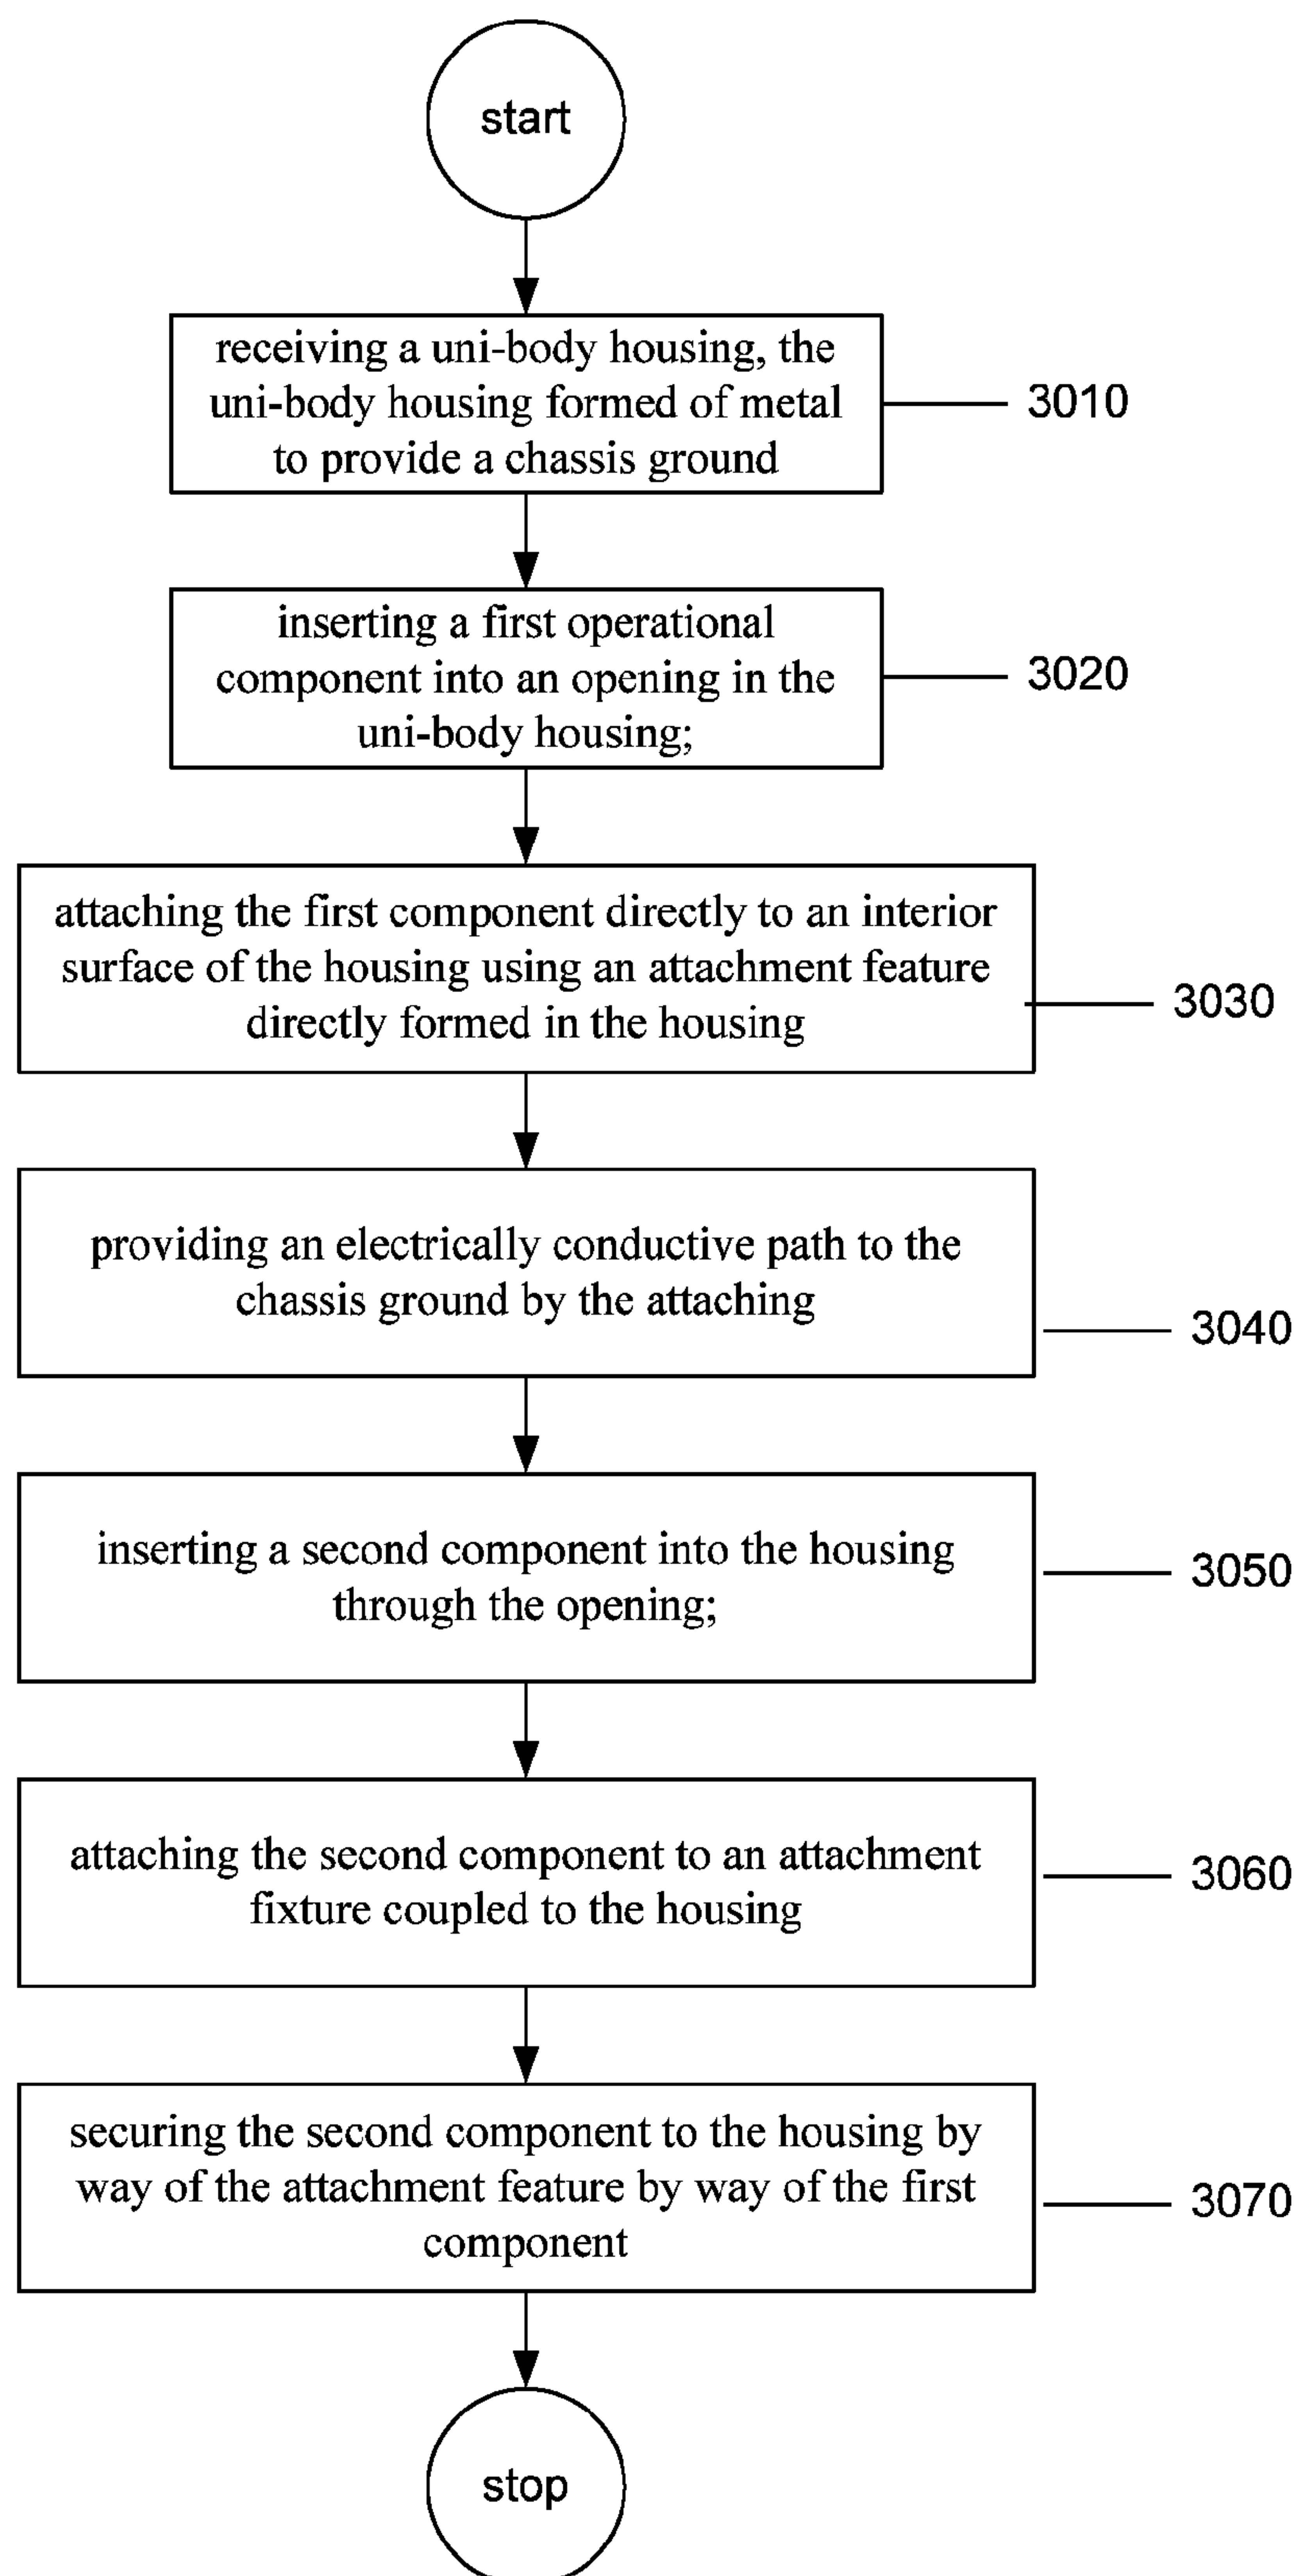 start
receiving a uni-body housing, the
uni-body housing formed of metal
to provide a chassis ground
3010
inserting a first operational
component into an opening in the
uni-body housing;
3020
attaching the first component directly to an interior
surface of the housing using an attachment feature
directly formed in the housing
3030
providing an electrically conductive path to the
chassis ground by the attaching
3040
inserting a second component into the housing
through the opening;
3050
attaching the second component to an attachment
fixture coupled to the housing
3060
securing the second component to the housing by
way of the attachment feature by way of the first
component
3070
stop